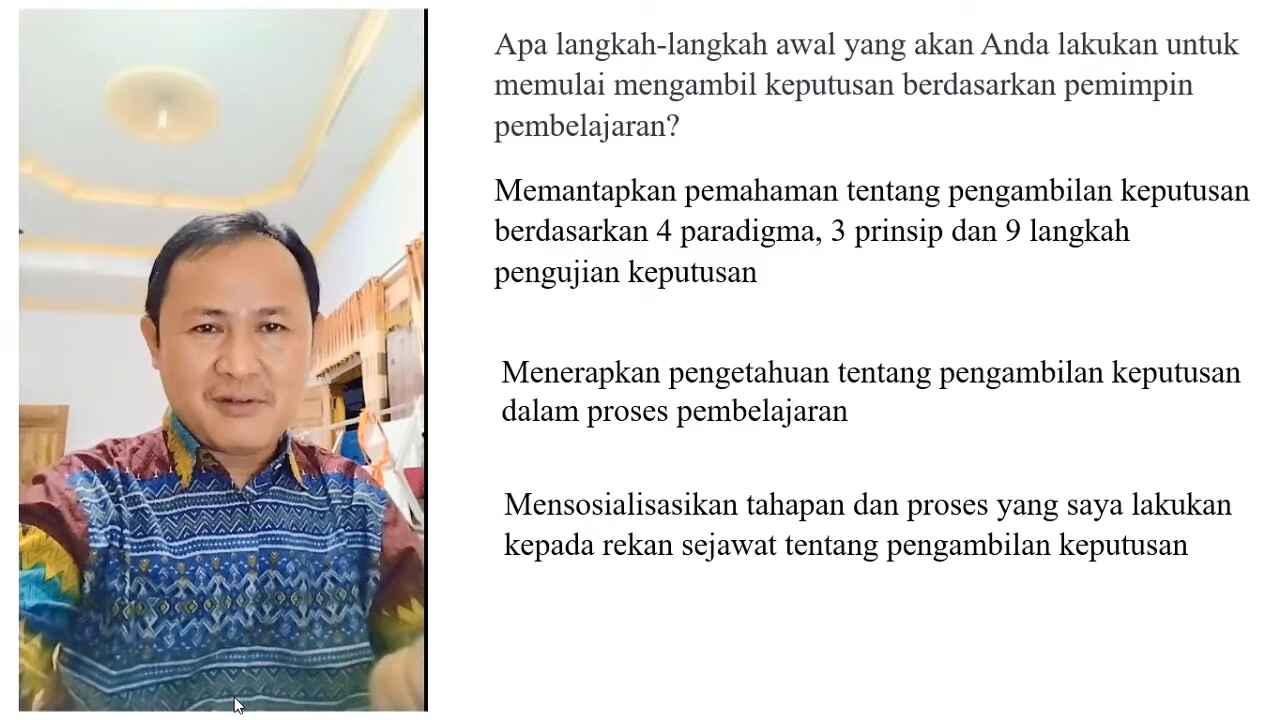 Apa langkah-langkah awal yang akan Anda lakukan untuk
memulai mengambil keputusan berdasarkan pemimpin
pembelajaran?
Memantapkan pemahaman tentang pengambilan keputusan
berdasarkan 4 paradigma, 3 prinsip dan 9 langkah
pengujian keputusan
Menerapkan pengetahuan tentang pengambilan keputusan
dalam proses pembelajaran
Mensosialisasikan tahapan dan proses yang saya lakukan
kepada rekan sejawat tentang pengambilan keputusan